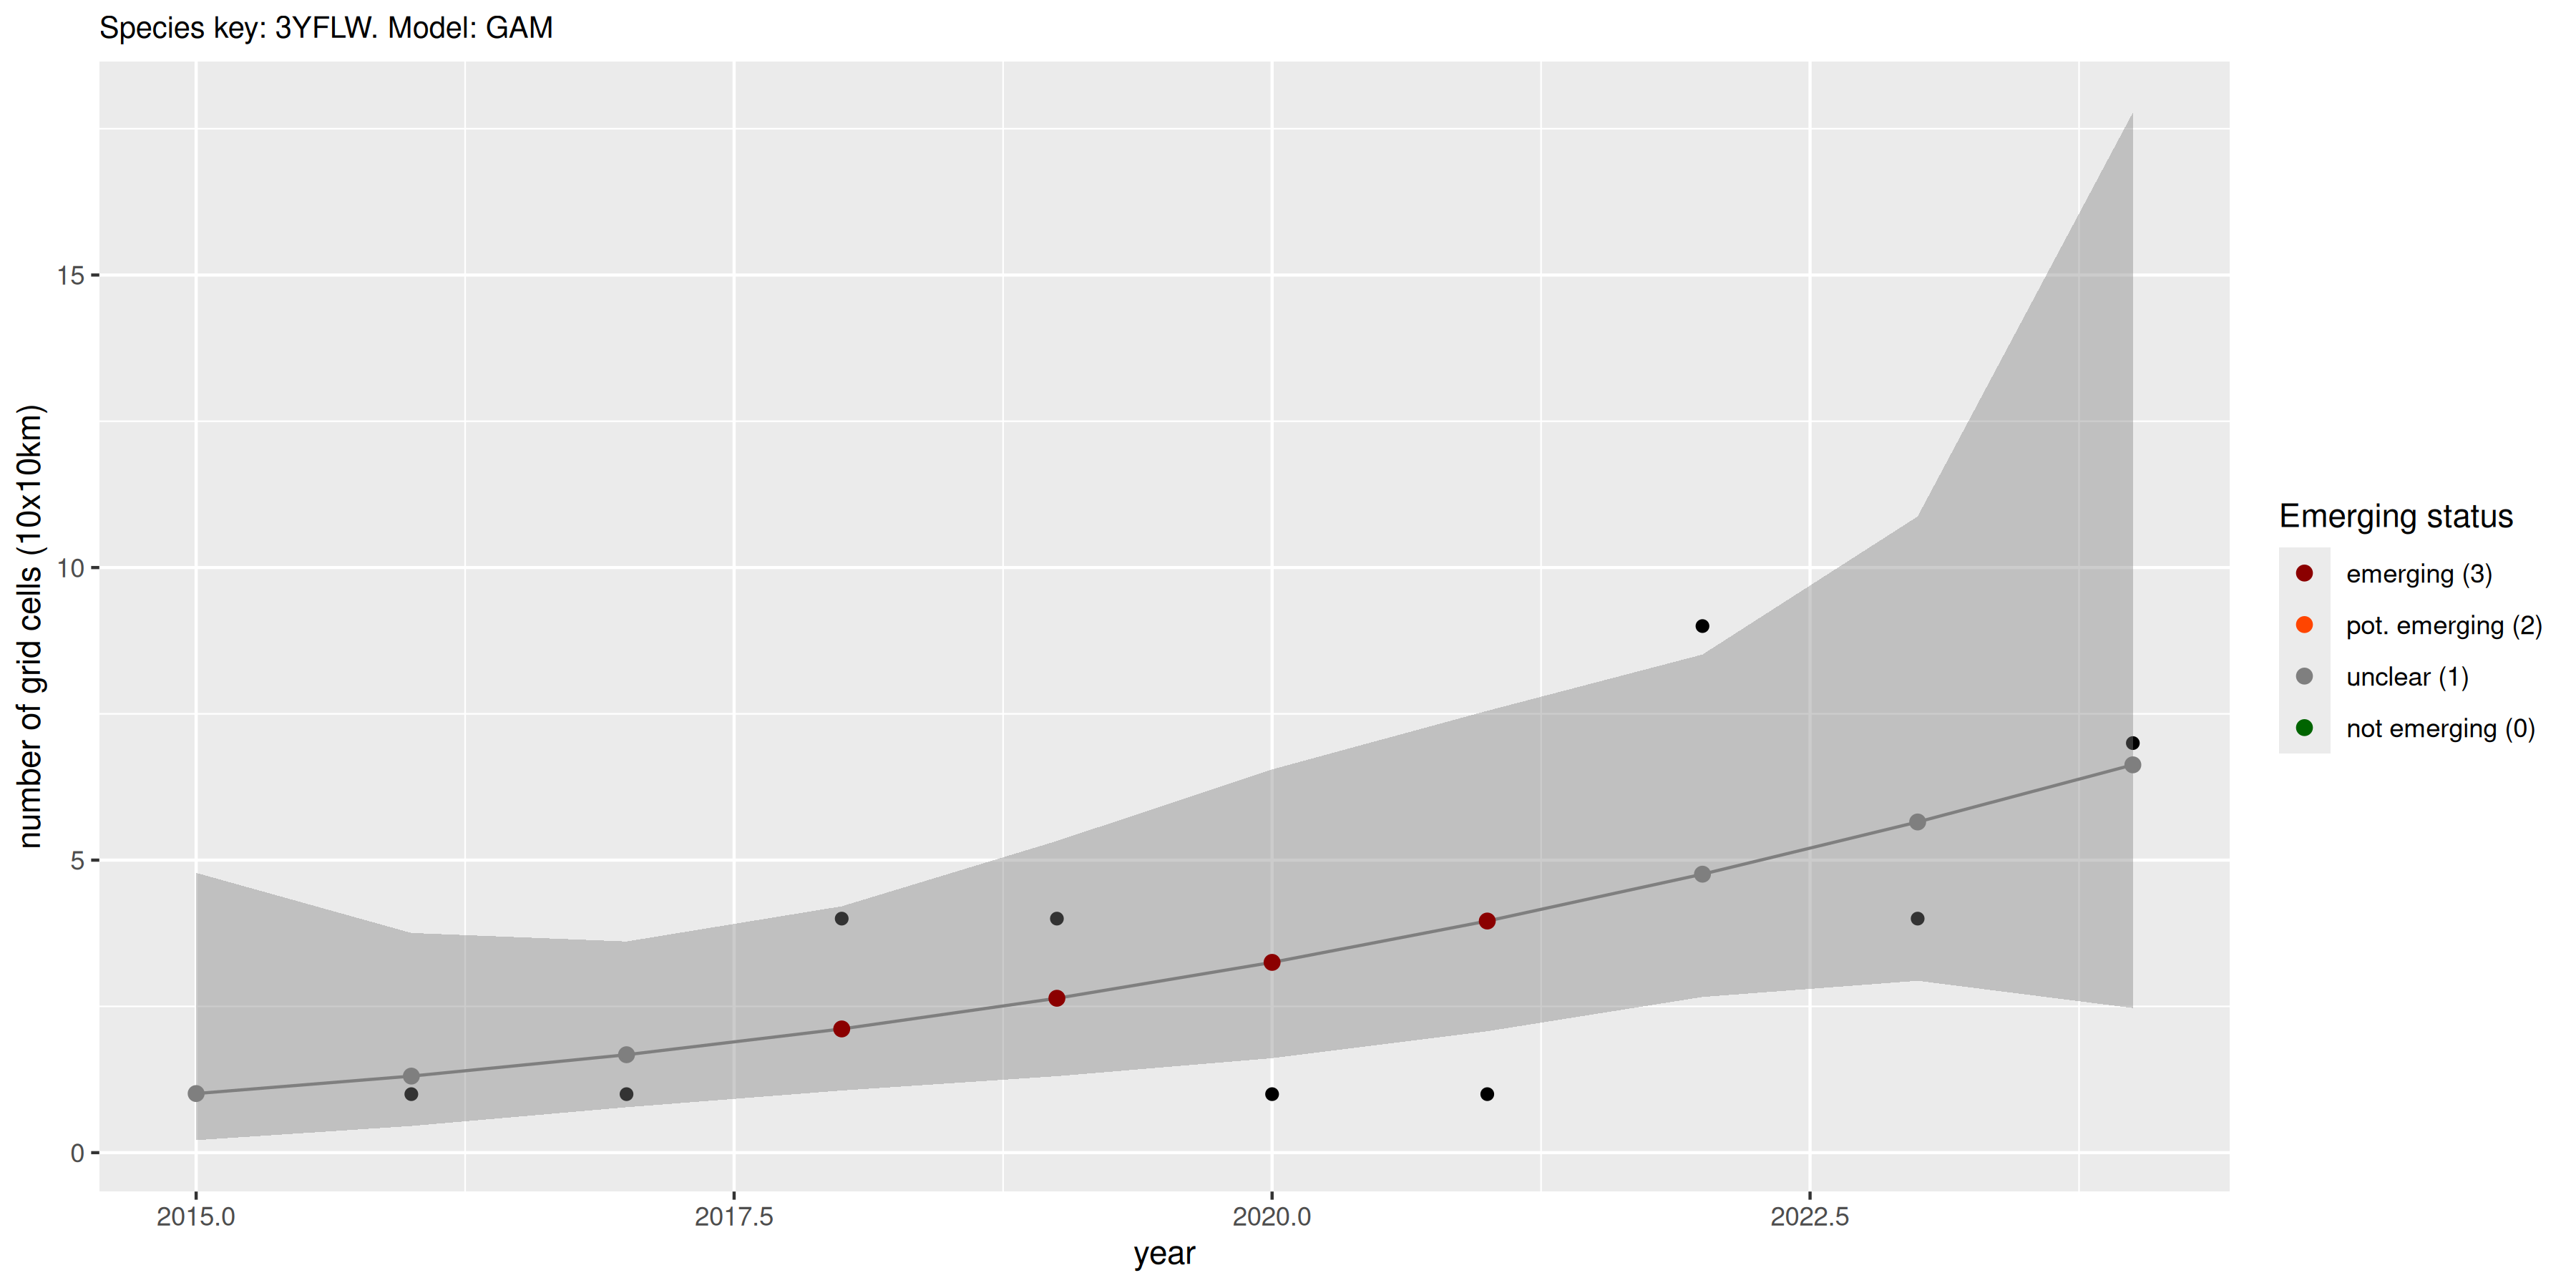 Species key: 3YFLW. Model: GAM
number of grid cells (10x10km)
15
10
5
0
2015.0
2017.5
2020.0
2022.5
year
Emerging status
emerging (3)
pot. emerging (2)
unclear (1)
not emerging (0)